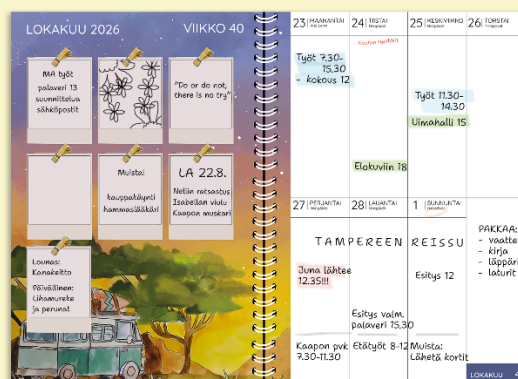 LOKAKUU 2026
VIIKKO 40
MA työt
palaveri 13
suunnittelua
sähköpostit
"Do or do not,
there is no try"
Muista!
kauppakäynti
hammaslääkäri
LA 22.8.
Nellin ratsastus
Isabellan viulu
Kaapon muskari
Lounas:
Kanakeitto
Päivällinen:
Lihamureke
ja perunat
23 MAANANTAI
Työt 7.30-
15.30
- kokous 12
24 TIISTAI
Elokuviin 18
25 KESKIVIIKKO
Työt 11.30-
14.30
Uimahalli 15
26 TORSTAI
27 PERJANTAI
28 LAUANTAI
1 SUNNUNTAI
TAMPEREEN REISSU
Juna lähtee
12.35!!!
Kaapon pvk
7.30-11.30
Esitys valm.
palaveri 15.30
Etätyöt 8-12
Esitys 12
Muista:
Lähetä kortit
PAKKAA:
- vaatte
- kirja
- läppäri
- laturit
LOKAKUU 4